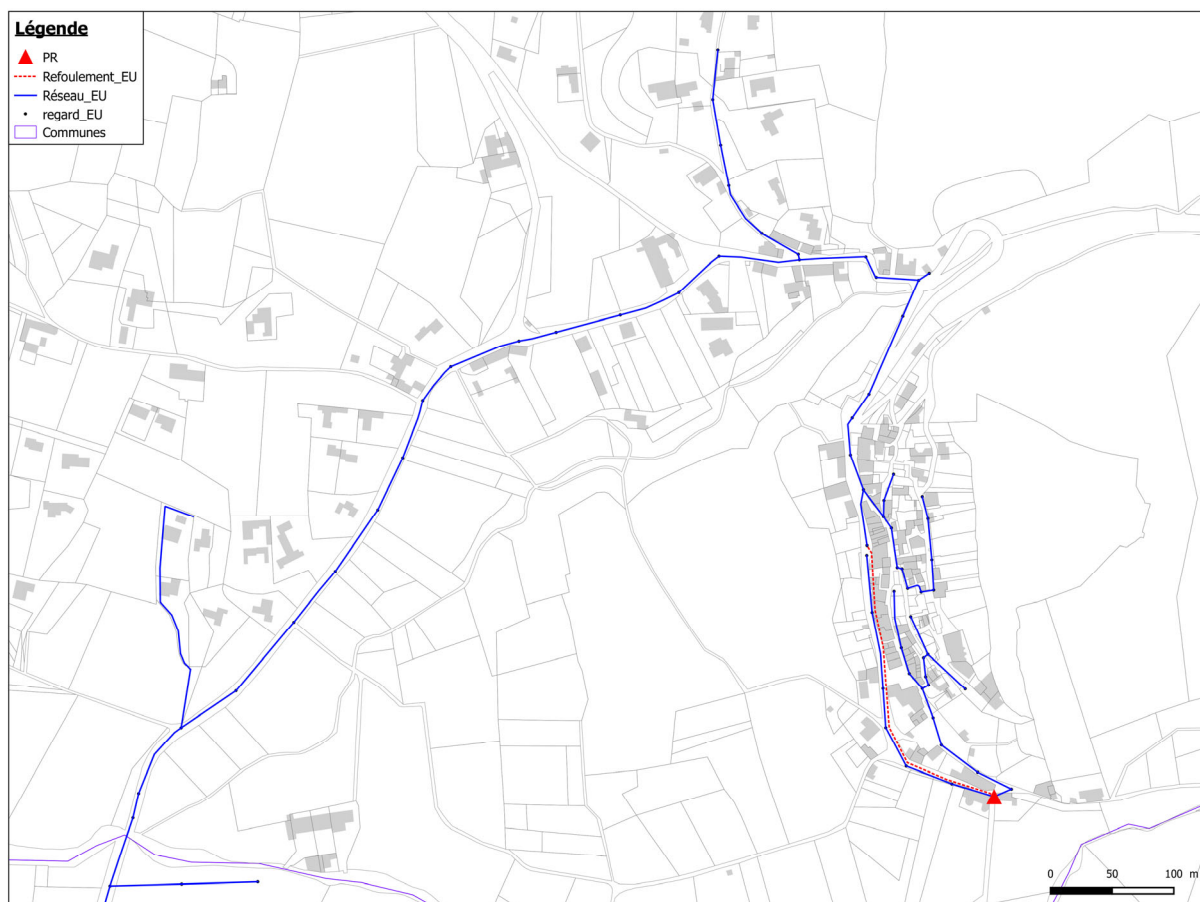 Légende
PR
Refoulement_EU
Réseau_EU
regard_EU
Communes
0 50 100 m